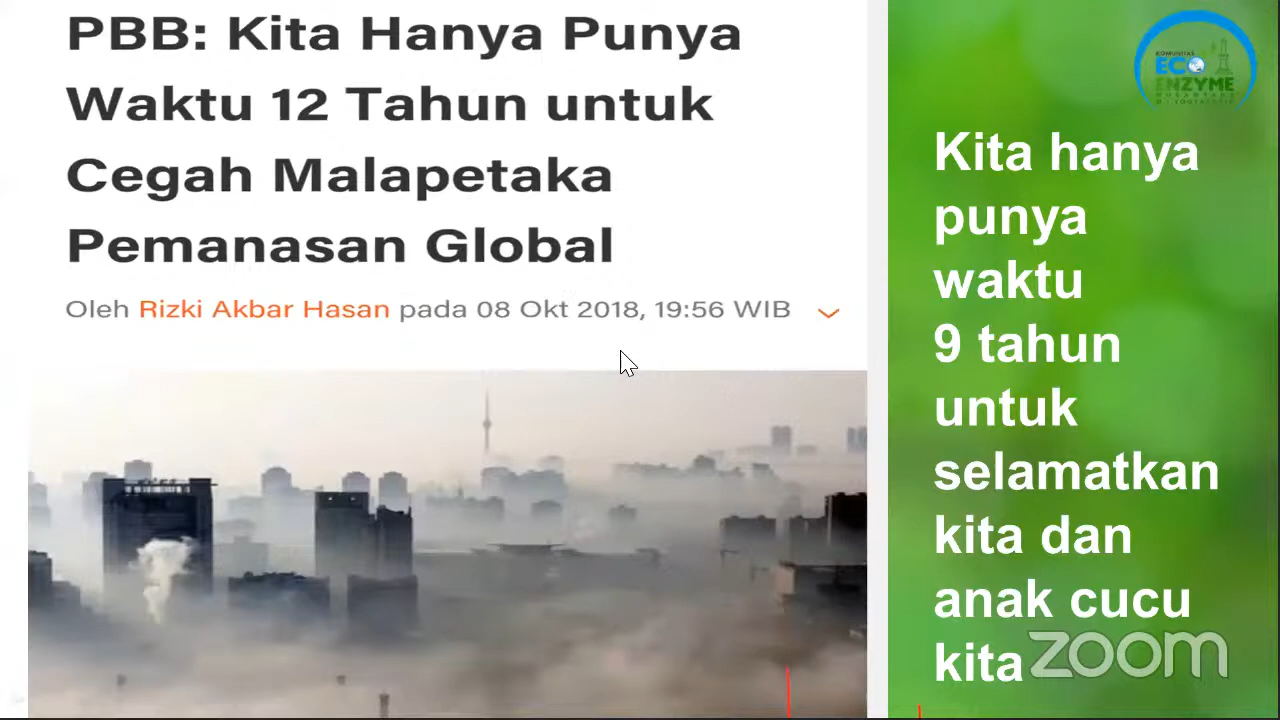 PBB: Kita Hanya Punya
Waktu 12 Tahun untuk
Cegah Malapetaka
Pemanasan Global
Oleh Rizki Akbar Hasan pada 08 Okt 2018, 19:56 WIB
KOMUNITAS
ECO
ENZYME
NUSANTARA
Kita hanya
punya
waktu
9 tahun
untuk
selamatkan
kita dan
anak cucu
kita
zoom